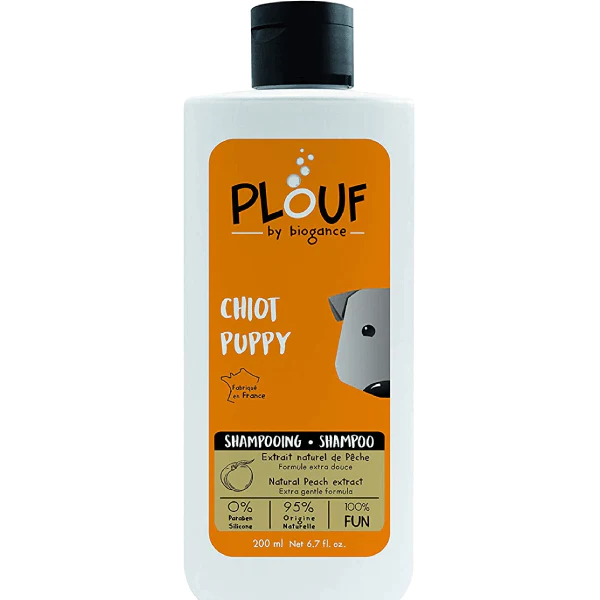 PLOUF
by biogance
CHIOT
PUPPY
Fabriqué
en France
SHAMPOOING • SHAMPOO
Extrait naturel de Pêche
Formule extra douce
Natural Peach extract
Extra gentle formula
0%
Paraben
Silicone
95%
Origine
Naturelle
100%
FUN
200 ml Net 6.7 fl. oz.